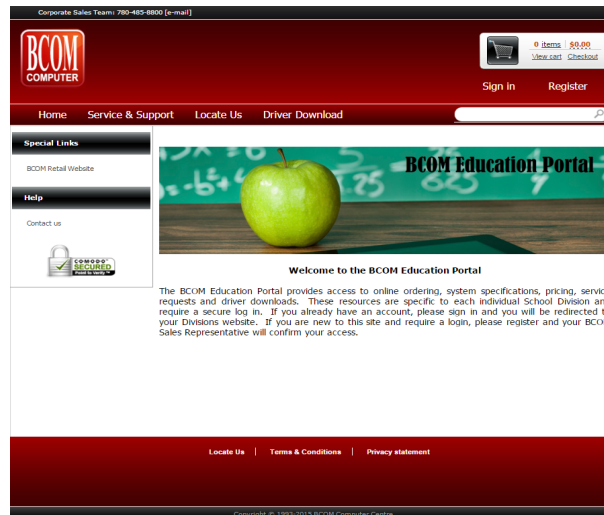 Corporate Sales Team: 780-485-8800 [e-mail]
BCOM
COMPUTER
0 items $0.00
View cart Checkout
Sign in Register
Home Service & Support Locate Us Driver Download
Special Links
BCOM Retail Website
Help
Contact us
COMODO
SECURED
Point to Verify
BCOM Education Portal
25
Welcome to the BCOM Education Portal
The BCOM Education Portal provides access to online ordering, system specifications, pricing,
requests and driver downloads. These resources are specific to each individual School Division
require a secure log in. If you already have an account, please sign in and you will be redirected
your Divisions website. If you are new to this site and require a login, please register and your
Sales Representative will confirm your access.
Locate Us | Terms & Conditions | Privacy statement
Copyright © 1992-2015 BCOM Computer Centre